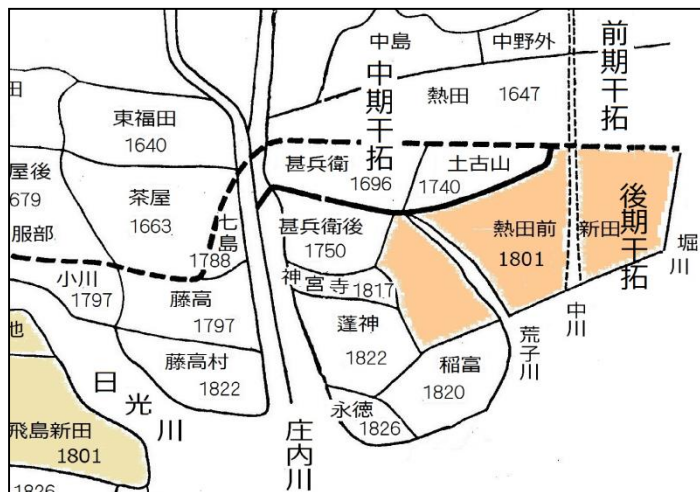 中島
中野外
前期干拓
田
中期干拓
熱田
1647
東福田
1640
甚兵衛
1696
土古山
1740
屋後
679
茶屋
1663
七島
1788
甚兵衛後
1750
熱田前
新田
1801
後期干拓
堀川
服部
小川
1797
藤高
1797
神宮寺
1817
中川
荒子川
蓬神
1822
稲富
1820
池
日光川
藤高村
1822
庄内川
永徳
1826
飛島新田
1801
1826